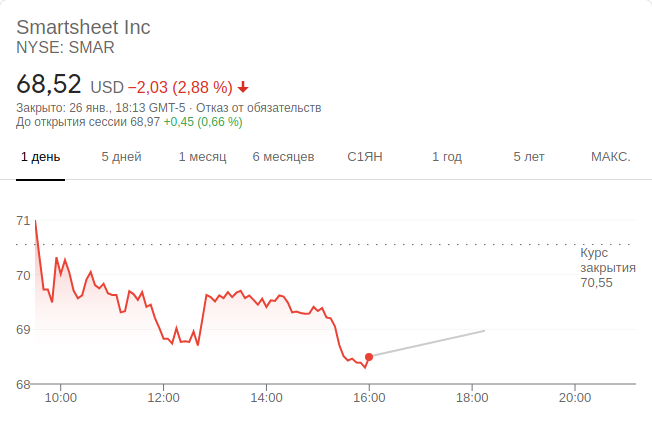 Smartsheet Inc
NYSE: SMAR
68,52 USD −2,03 (2,88 %)
Закрыто: 26 янв., 18:13 GMT-5 · Отказ от обязательств
До открытия сессии 68,97 +0,45 (0,66 %)
1 день 5 дней 1 месяц 6 месяцев С1ЯН 1 год 5 лет МАКС.
71
Курс
закрытия
70,55
70
69
68
10:00 12:00 14:00 16:00 18:00 20:00